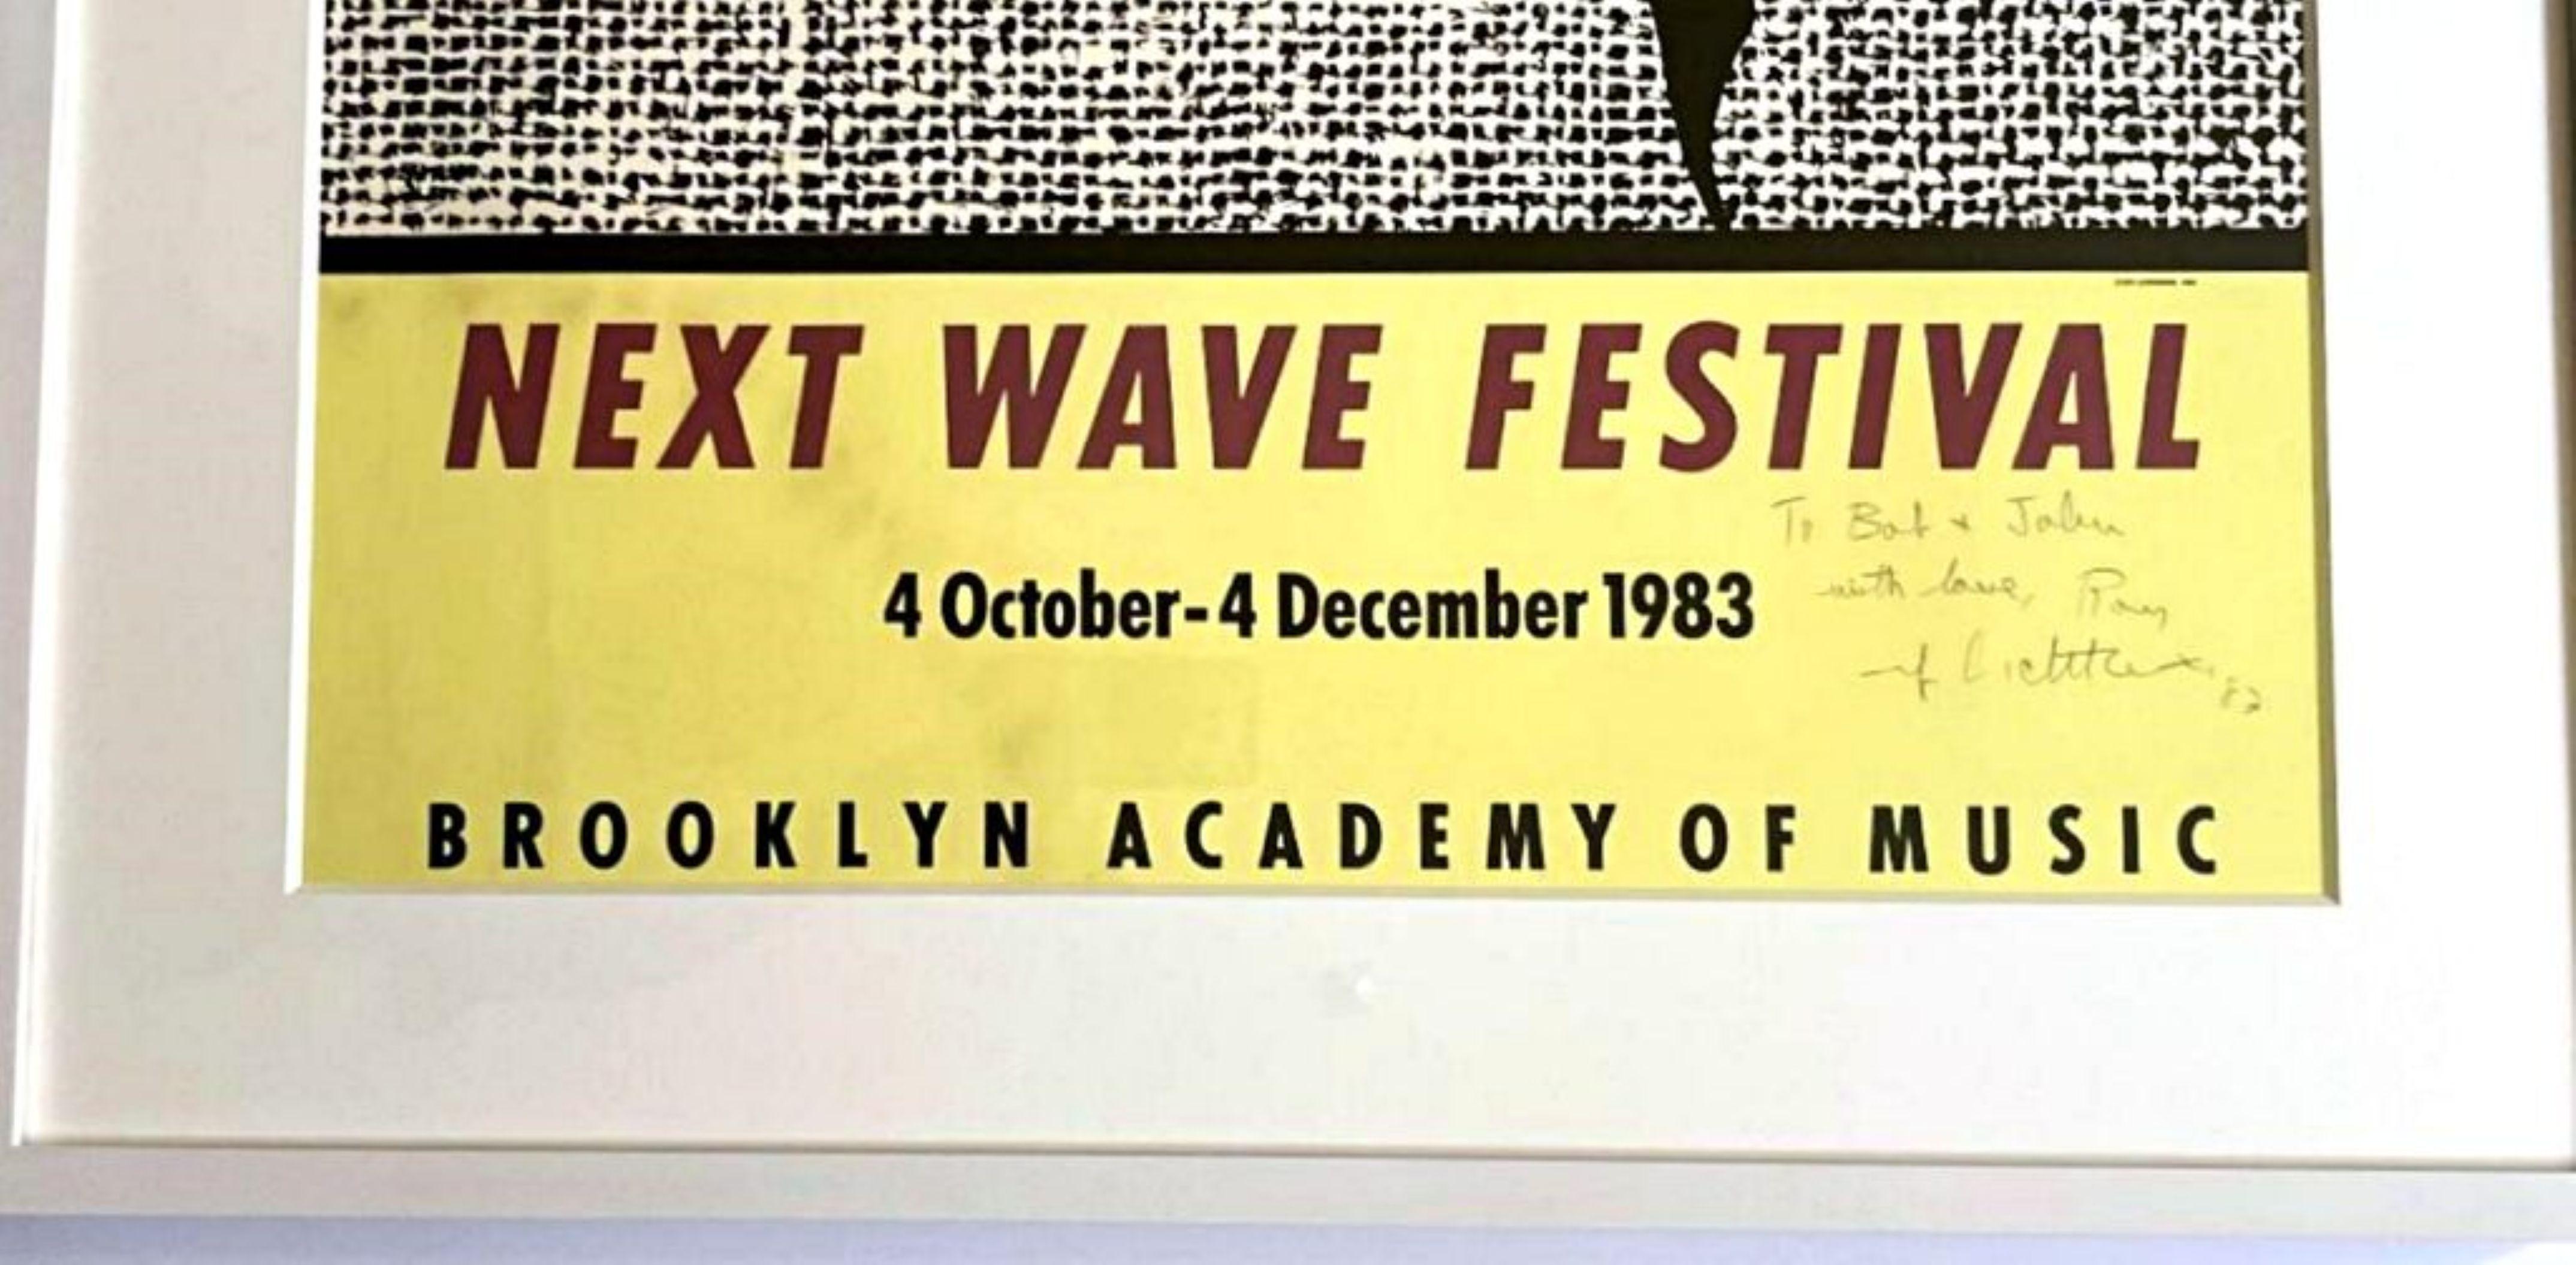 NEXT WAVE FESTIVAL
To Bob + John
4 October-4 December 1983
with love, Roy
rf Lichtenstein
BROOKLYN ACADEMY OF MUSIC